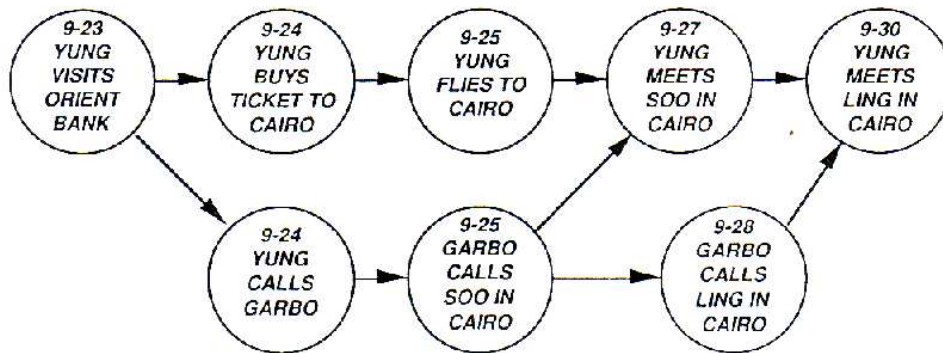 9-23
YUNG
VISITS
ORIENT
BANK
9-24
YUNG
BUYS
TICKET TO
CAIRO
9-25
YUNG
FLIES TO
CAIRO
9-27
YUNG
MEETS
SOO IN
CAIRO
9-30
YUNG
MEETS
LING IN
CAIRO
9-24
YUNG
CALLS
GARBO
9-25
GARBO
CALLS
SOO IN
CAIRO
9-28
GARBO
CALLS
LING IN
CAIRO